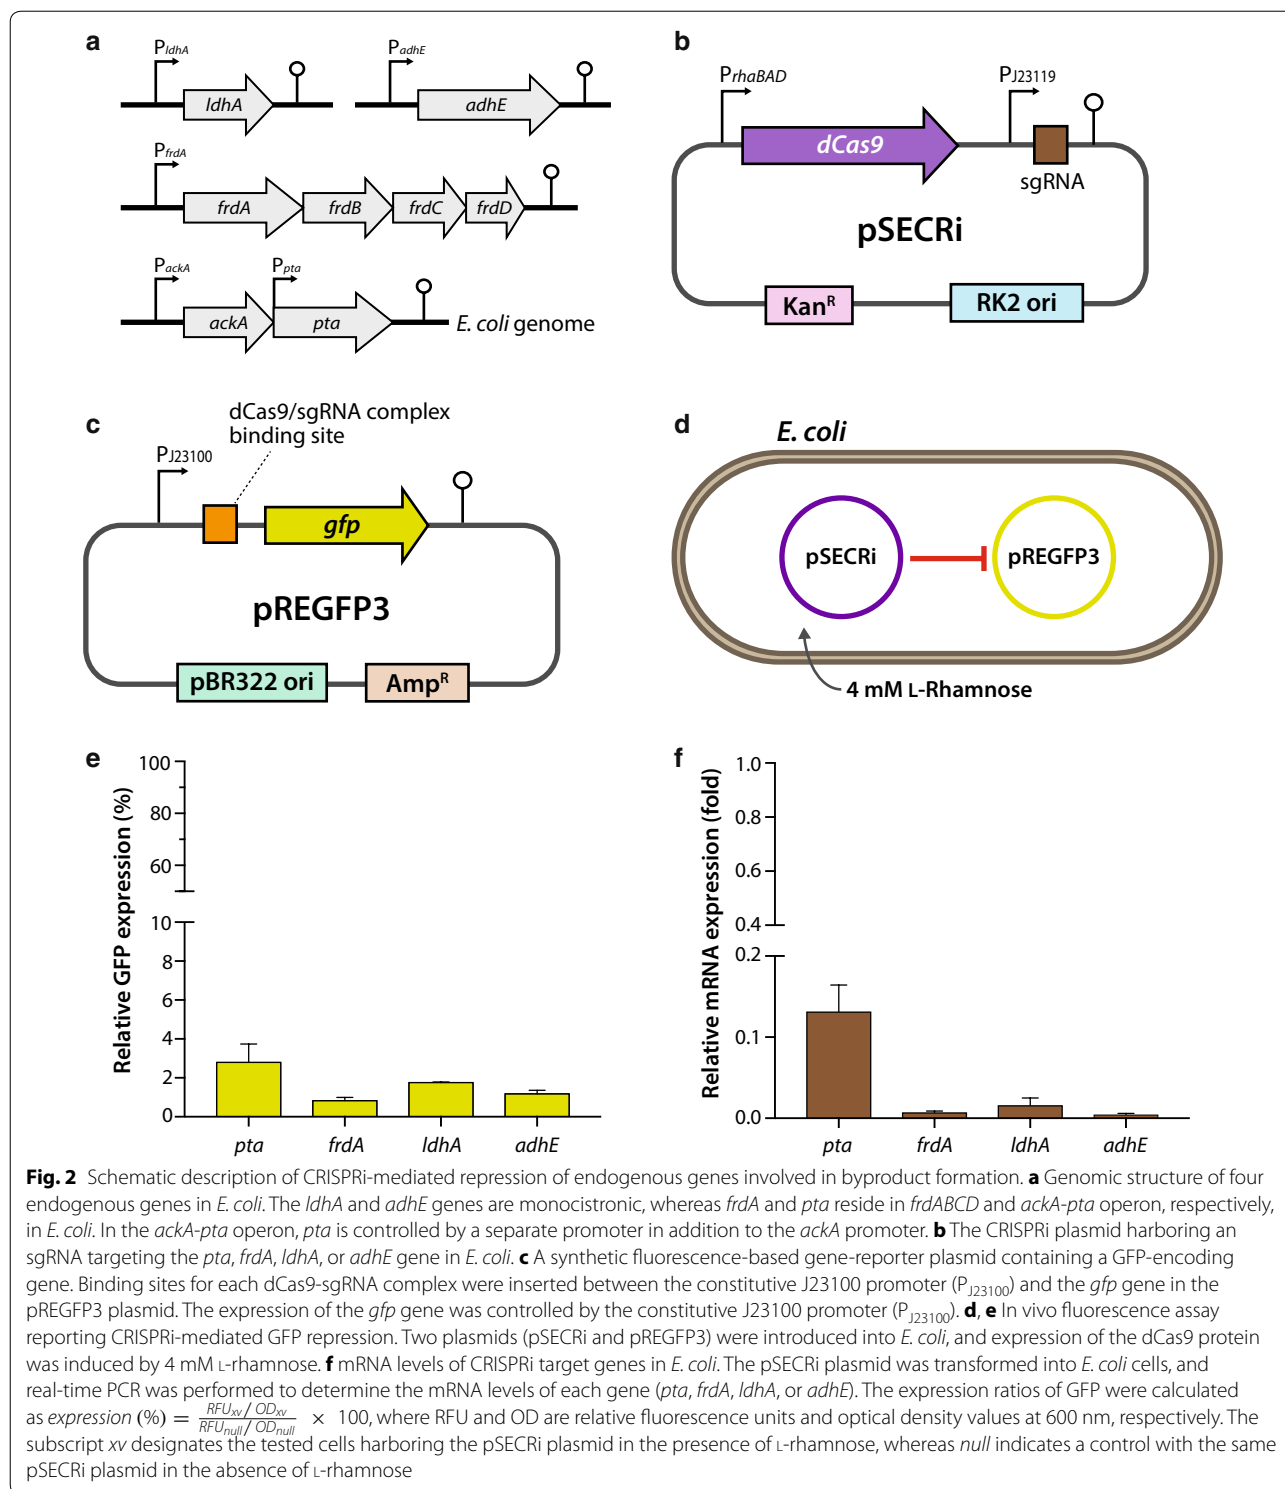 a
PldhA
ldhA
PadhE
adhE
PfrdA
frdA frdB frdC frdD
PackA
Ppta
ackA pta
E. coli genome
b
PrhaBAD
PJ23119
dCas9
sgRNA
pSECRi
KanR
RK2 ori
c
dCas9/sgRNA complex
binding site
PJ23100
gfp
pREGFP3
pBR322 ori
AmpR
d
E. coli
pSECRi
pREGFP3
4 mM L-Rhamnose
e
Relative GFP expression (%)
100
80
60
10
8
6
4
2
0
pta frdA ldhA adhE
f
Relative mRNA expression (fold)
1.0
0.8
0.6
0.4
0.2
0.1
0.0
pta frdA ldhA adhE
Fig. 2 Schematic description of CRISPRi-mediated repression of endogenous genes involved in byproduct formation. a Genomic structure of four
endogenous genes in E. coli. The ldhA and adhE genes are monocistronic, whereas frdA and pta reside in frdABCD and ackA-pta operon, respectively,
in E. coli. In the ackA-pta operon, pta is controlled by a separate promoter in addition to the ackA promoter. b The CRISPRi plasmid harboring an
sgRNA targeting the pta, frdA, ldhA, or adhE gene in E. coli. c A synthetic fluorescence-based gene-reporter plasmid containing a GFP-encoding
gene. Binding sites for each dCas9-sgRNA complex were inserted between the constitutive J23100 promoter (PJ23100) and the gfp gene in the
pREGFP3 plasmid. The expression of the gfp gene was controlled by the constitutive J23100 promoter (PJ23100). d, e In vivo fluorescence assay
reporting CRISPRi-mediated GFP repression. Two plasmids (pSECRi and pREGFP3) were introduced into E. coli, and expression of the dCas9 protein
was induced by 4 mM L-rhamnose. f mRNA levels of CRISPRi target genes in E. coli. The pSECRi plasmid was transformed into E. coli cells, and
real-time PCR was performed to determine the mRNA levels of each gene (pta, frdA, ldhA, or adhE). The expression ratios of GFP were calculated
as expression (%) = RFUxv / ODxv / RFUnull / ODnull × 100, where RFU and OD are relative fluorescence units and optical density values at 600 nm, respectively. The
subscript xv designates the tested cells harboring the pSECRi plasmid in the presence of L-rhamnose, whereas null indicates a control with the same
pSECRi plasmid in the absence of L-rhamnose